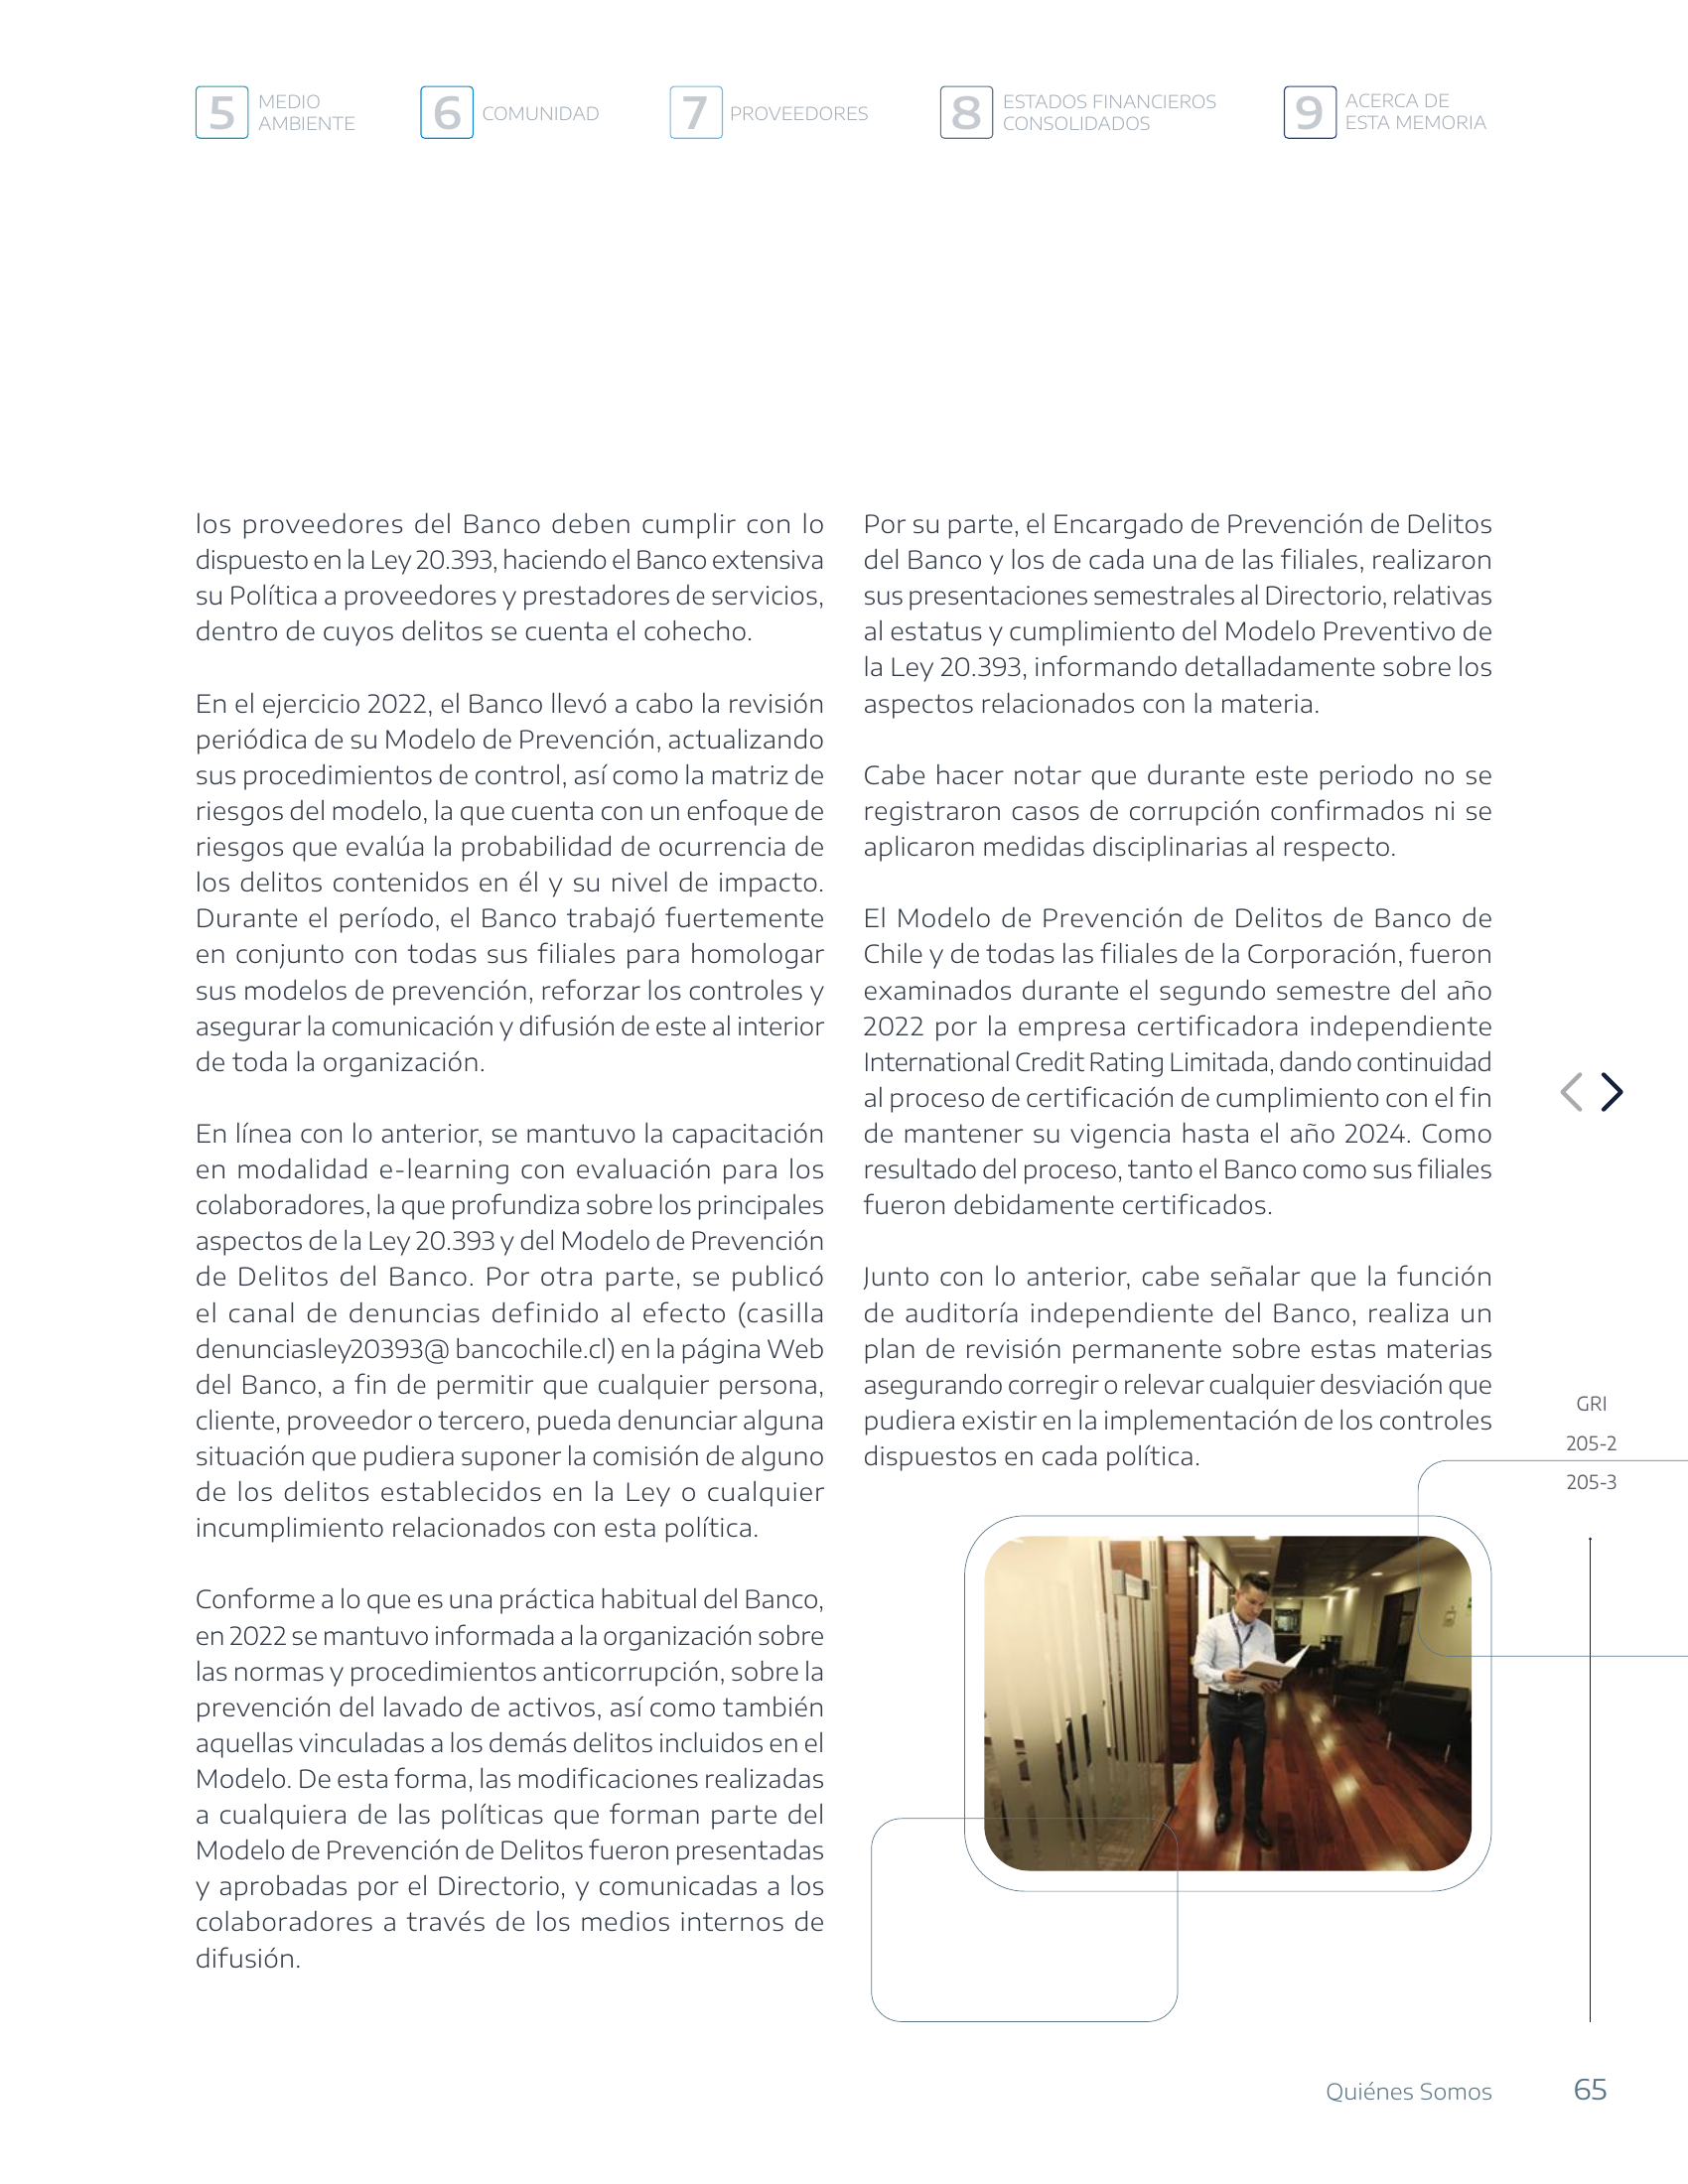 5 MEDIO
AMBIENTE
6 COMUNIDAD
7 PROVEEDORES
8 ESTADOS FINANCIEROS
CONSOLIDADOS
9 ACERCA DE
ESTA MEMORIA
los proveedores del Banco deben cumplir con lo
dispuesto en la Ley 20.393, haciendo el Banco extensiva
su Política a proveedores y prestadores de servicios,
dentro de cuyos delitos se cuenta el cohecho.
En el ejercicio 2022, el Banco llevó a cabo la revisión
periódica de su Modelo de Prevención, actualizando
sus procedimientos de control, así como la matriz de
riesgos del modelo, la que cuenta con un enfoque de
riesgos que evalúa la probabilidad de ocurrencia de
los delitos contenidos en él y su nivel de impacto.
Durante el período, el Banco trabajó fuertemente
en conjunto con todas sus filiales para homologar
sus modelos de prevención, reforzar los controles y
asegurar la comunicación y difusión de este al interior
de toda la organización.
En línea con lo anterior, se mantuvo la capacitación
en modalidad e-learning con evaluación para los
colaboradores, la que profundiza sobre los principales
aspectos de la Ley 20.393 y del Modelo de Prevención
de Delitos del Banco. Por otra parte, se publicó
el canal de denuncias definido al efecto (casilla
denunciasley20393@ bancochile.cl) en la página Web
del Banco, a fin de permitir que cualquier persona,
cliente, proveedor o tercero, pueda denunciar alguna
situación que pudiera suponer la comisión de alguno
de los delitos establecidos en la Ley o cualquier
incumplimiento relacionados con esta política.
Conforme a lo que es una práctica habitual del Banco,
en 2022 se mantuvo informada a la organización sobre
las normas y procedimientos anticorrupción, sobre la
prevención del lavado de activos, así como también
aquellas vinculadas a los demás delitos incluidos en el
Modelo. De esta forma, las modificaciones realizadas
a cualquiera de las políticas que forman parte del
Modelo de Prevención de Delitos fueron presentadas
y aprobadas por el Directorio, y comunicadas a los
colaboradores a través de los medios internos de
difusión.
Por su parte, el Encargado de Prevención de Delitos
del Banco y los de cada una de las filiales, realizaron
sus presentaciones semestrales al Directorio, relativas
al estatus y cumplimiento del Modelo Preventivo de
la Ley 20.393, informando detalladamente sobre los
aspectos relacionados con la materia.
Cabe hacer notar que durante este periodo no se
registraron casos de corrupción confirmados ni se
aplicaron medidas disciplinarias al respecto.
El Modelo de Prevención de Delitos de Banco de
Chile y de todas las filiales de la Corporación, fueron
examinados durante el segundo semestre del año
2022 por la empresa certificadora independiente
International Credit Rating Limitada, dando continuidad
al proceso de certificación de cumplimiento con el fin
de mantener su vigencia hasta el año 2024. Como
resultado del proceso, tanto el Banco como sus filiales
fueron debidamente certificados.
Junto con lo anterior, cabe señalar que la función
de auditoría independiente del Banco, realiza un
plan de revisión permanente sobre estas materias
asegurando corregir o relevar cualquier desviación que
pudiera existir en la implementación de los controles
dispuestos en cada política.
GRI
205-2
205-3
Quiénes Somos 65